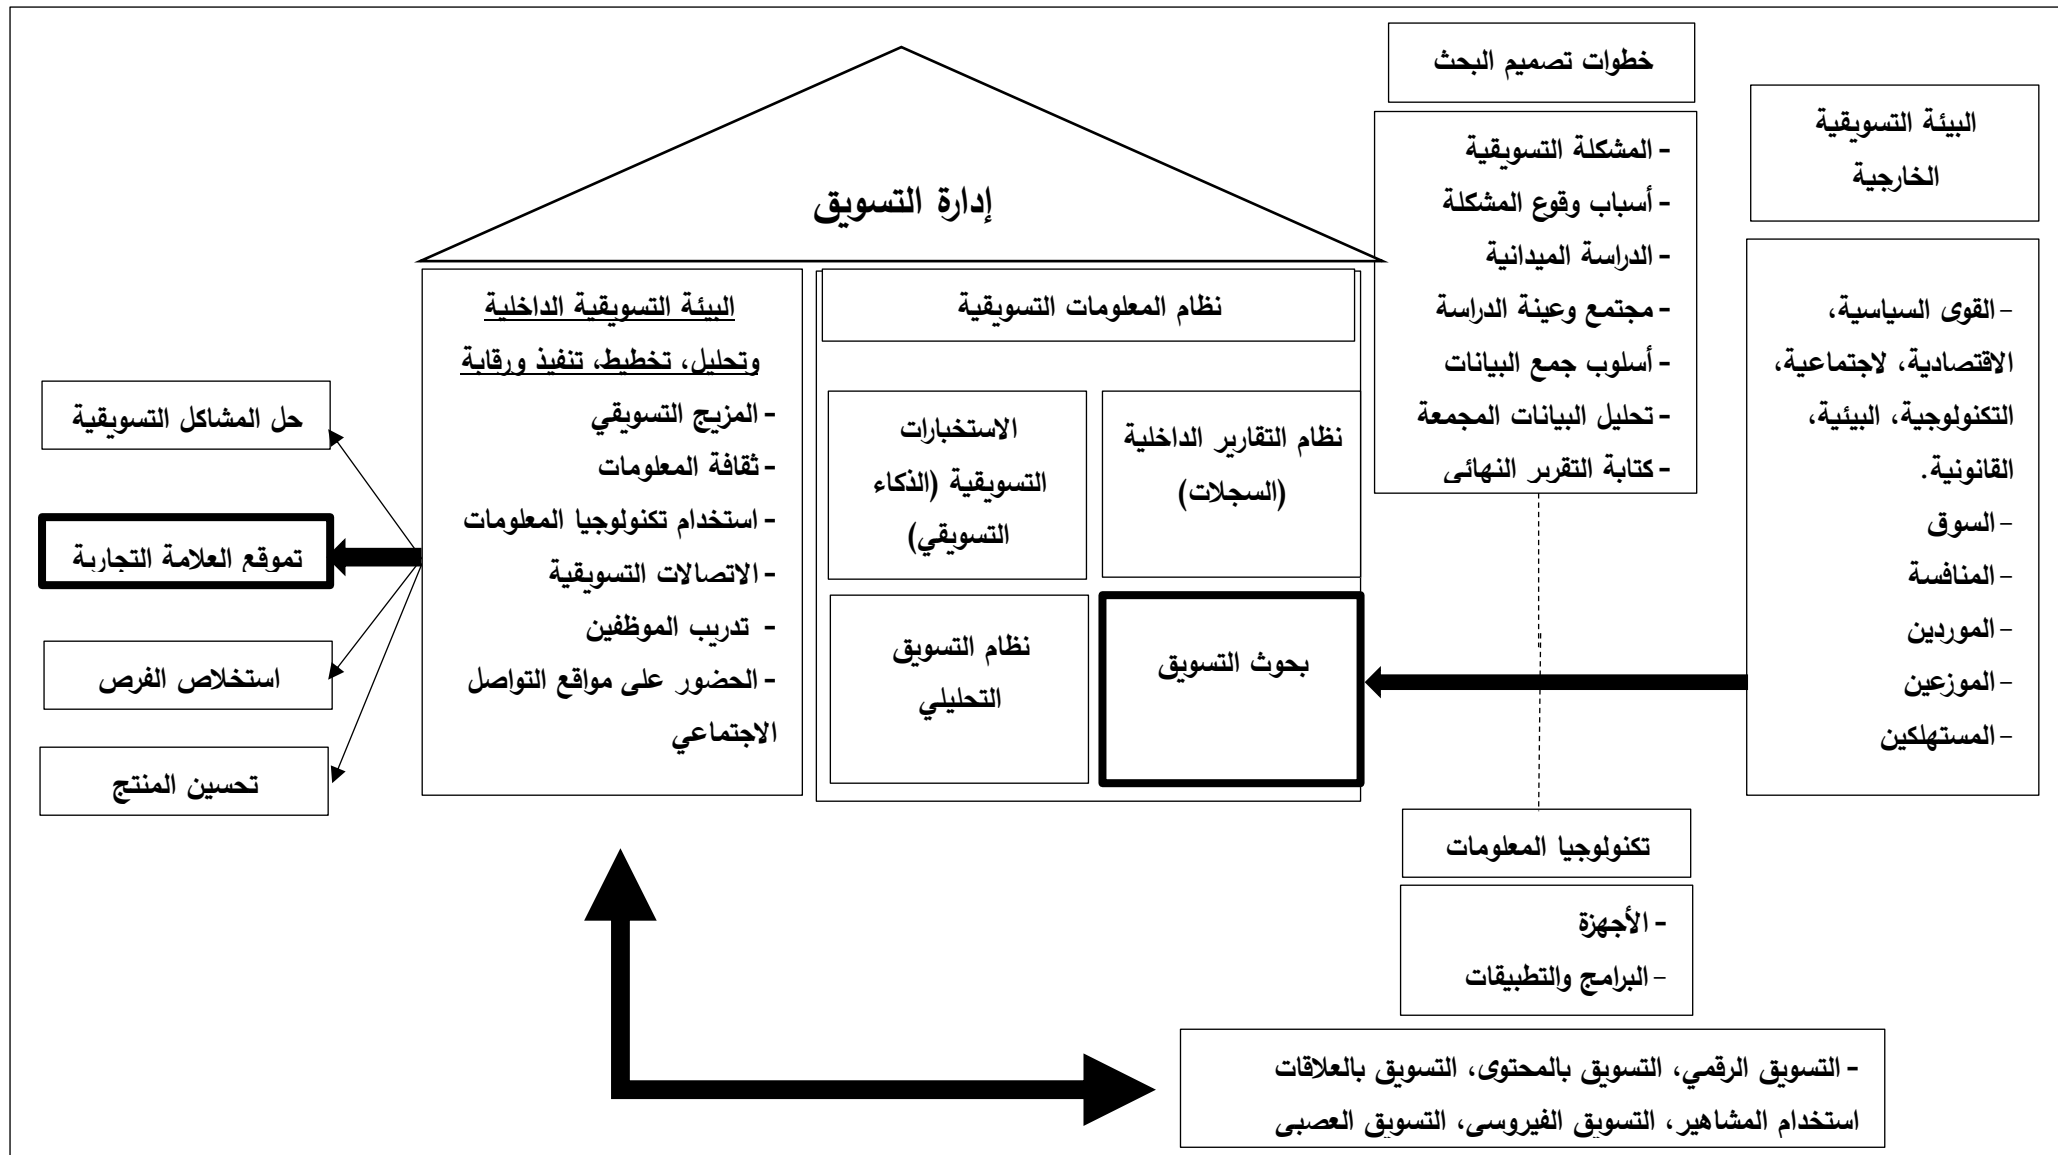 خطوات تصميم البحث
- المشكلة التسويقية
- أسباب وقوع المشكلة
- الدراسة الميدانية
- مجتمع وعينة الدراسة
- أسلوب جمع البيانات
- تحليل البيانات المجمعة
- كتابة التقرير النهائي
البيئة التسويقية
الخارجية
- القوى السياسية،
الاقتصادية، لاجتماعية،
التكنولوجية، البيئية،
القانونية.
- السوق
- المنافسة
- الموردين
- الموزعين
- المستهلكين
إدارة التسويق
نظام المعلومات التسويقية
نظام التقارير الداخلية
(السجلات)
الاستخبارات
التسويقية (الذكاء
التسويقي)
بحوث التسويق
نظام التسويق
التحليلي
البيئة التسويقية الداخلية
وتحليل، تخطيط، تنفيذ ورقابة
- المزيج التسويقي
- ثقافة المعلومات
- استخدام تكنولوجيا المعلومات
- الاتصالات التسويقية
- تدريب الموظفين
- الحضور على مواقع التواصل
الاجتماعي
حل المشاكل التسويقية
تموقع العلامة التجارية
استخلاص الفرص
تحسين المنتج
تكنولوجيا المعلومات
- الأجهزة
- البرامج والتطبيقات
- التسويق الرقمي، التسويق بالمحتوى، التسويق بالعلاقات
استخدام المشاهير، التسويق الفيروسي، التسويق العصبي